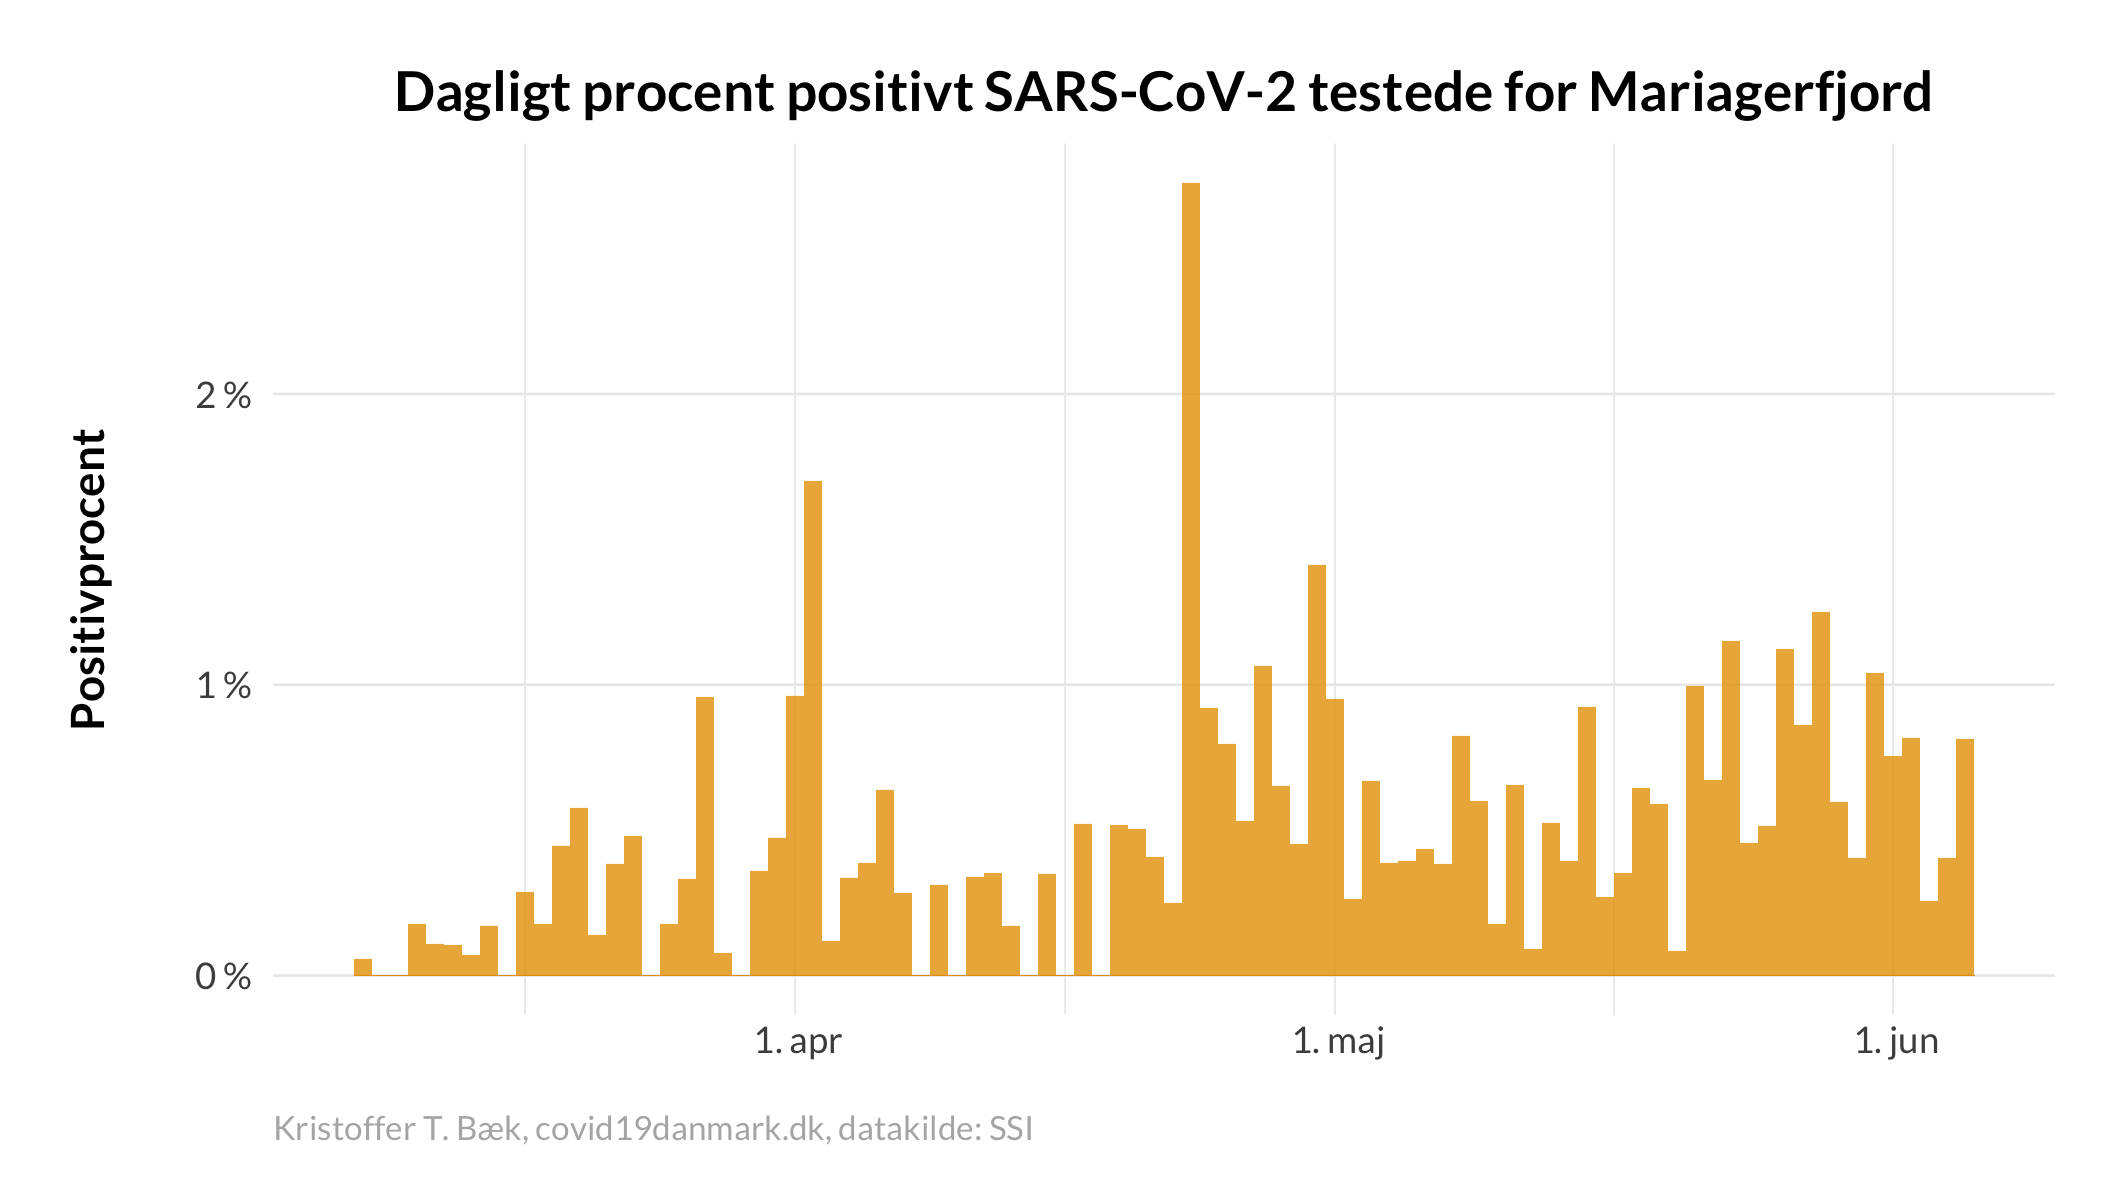 Dagligt procent positivt SARS-CoV-2 testede for Mariagerfjord
Positivprocent
2 %
1 %
0 %
1. apr
1. maj
1. jun
Kristoffer T. Bæk, covid19danmark.dk, datakilde: SSI